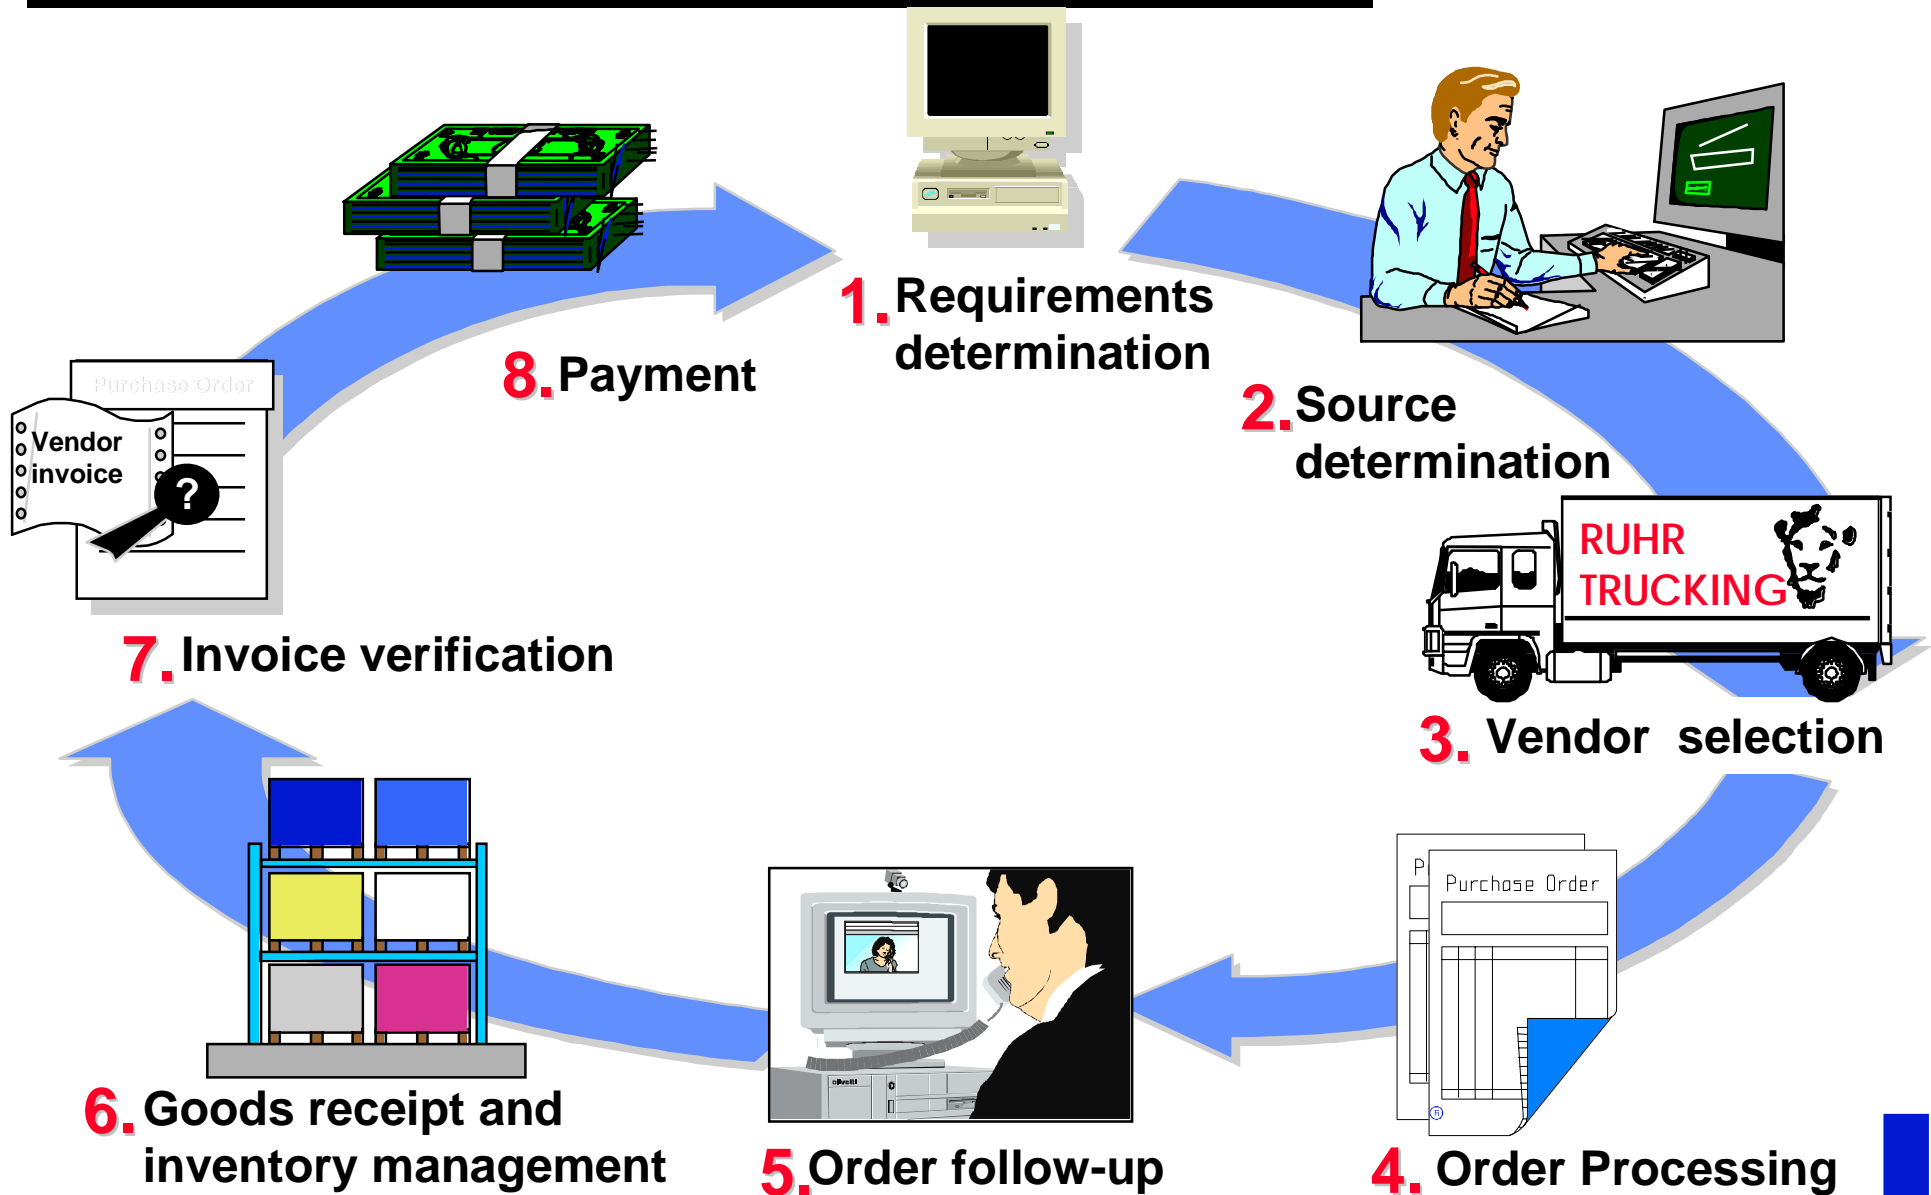 1. Requirements
determination
2. Source
determination
RUHR
TRUCKING
3. Vendor selection
Purchase Order
4. Order Processing
5. Order follow-up
olivetti
6. Goods receipt and
inventory management
7. Invoice verification
Purchase Order
Vendor
invoice
?
8. Payment